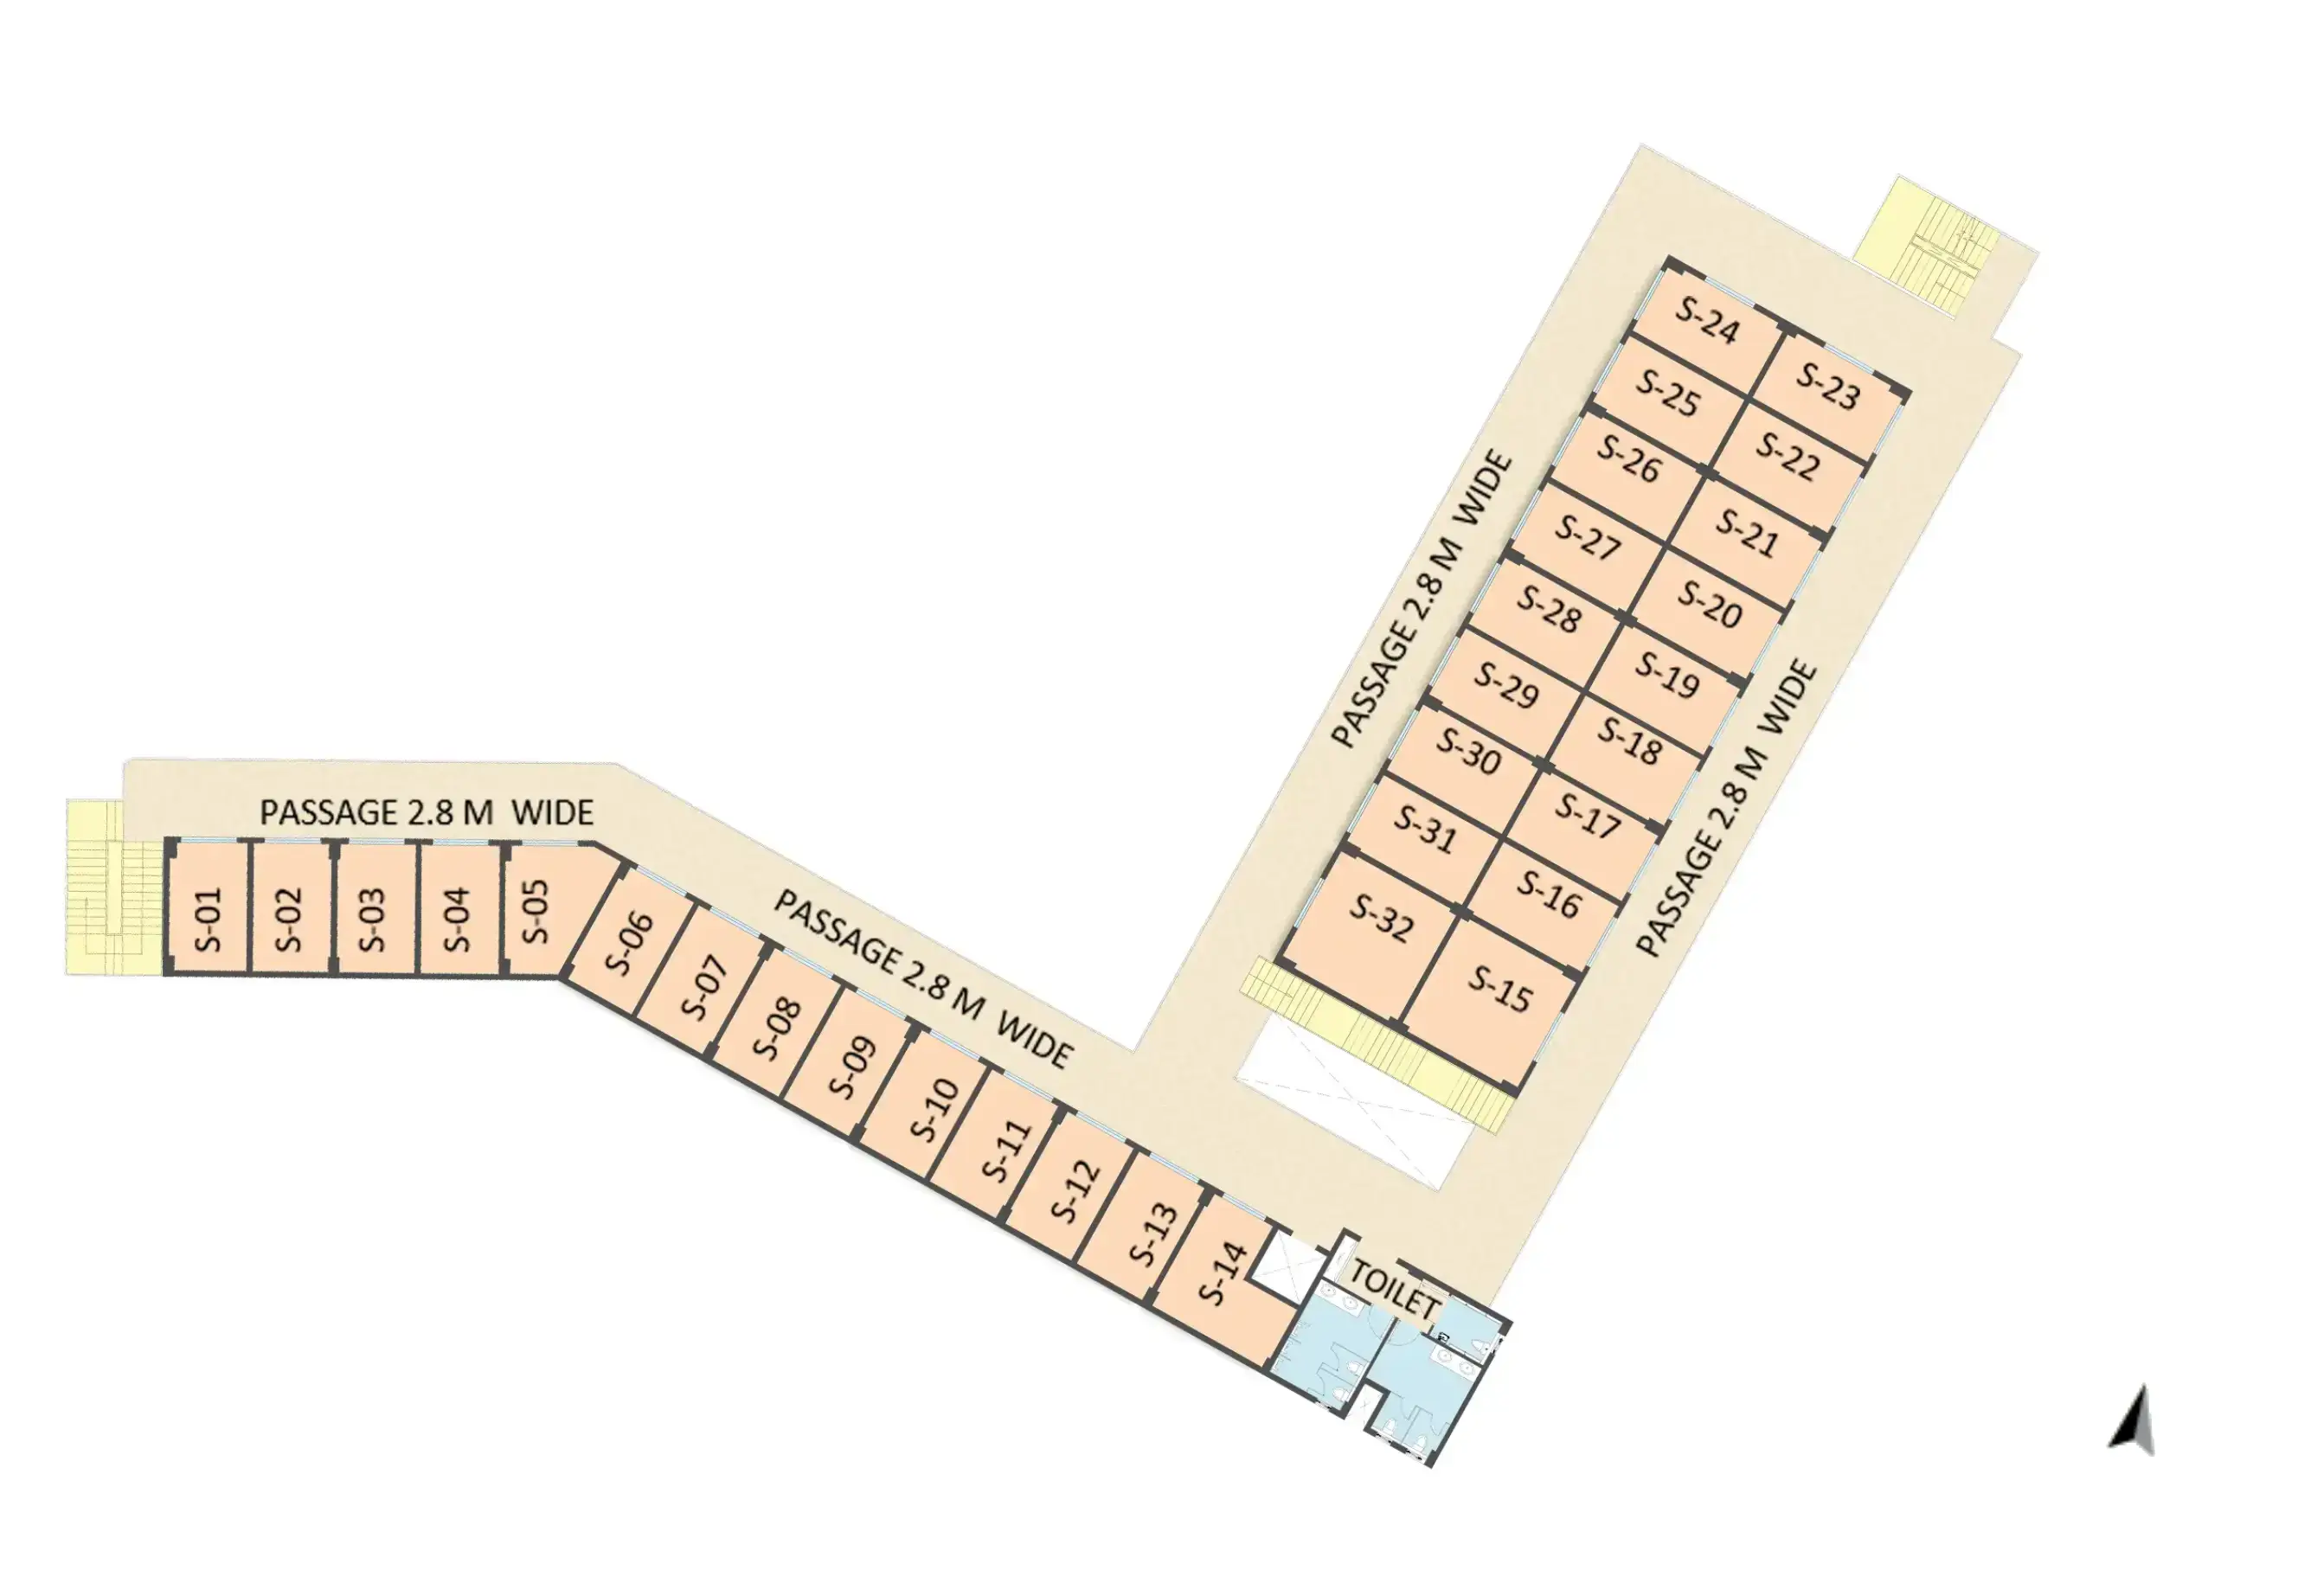 PASSAGE 2.8 M WIDE
S-01
S-02
S-03
S-04
S-05
S-06
S-07
S-08
S-09
S-10
S-11
S-12
S-13
S-14
PASSAGE 2.8 M WIDE
TOILET
PASSAGE 2.8 M WIDE
S-24
S-23
S-25
S-22
S-26
S-21
S-27
S-20
S-28
S-19
S-29
S-18
S-30
S-17
S-31
S-16
S-32
S-15
PASSAGE 2.8 M WIDE